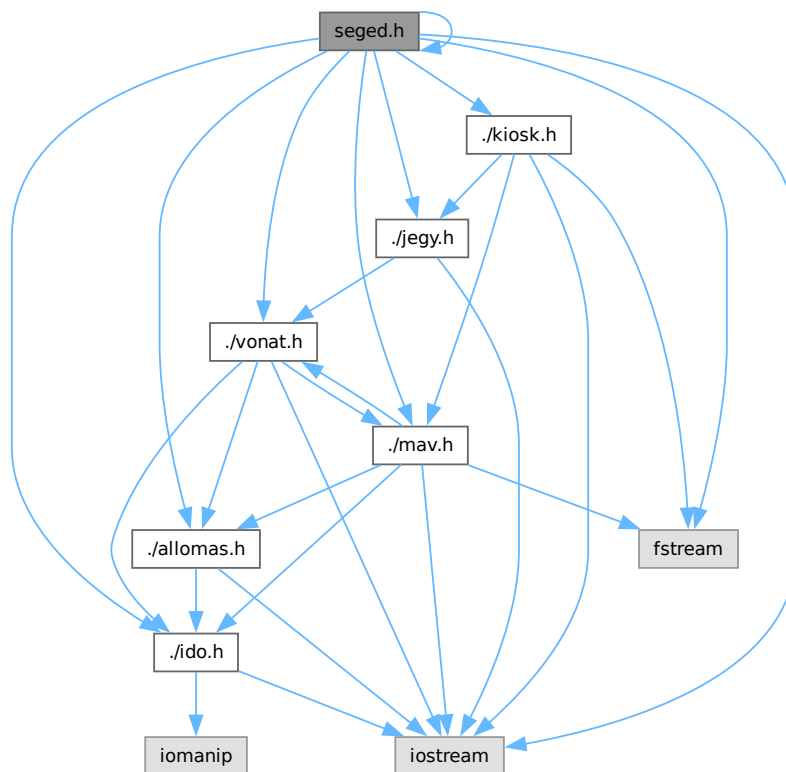 seged.h
./kiosk.h
./jegy.h
./vonat.h
./mav.h
./allomas.h
fstream
./ido.h
iomanip
iostream